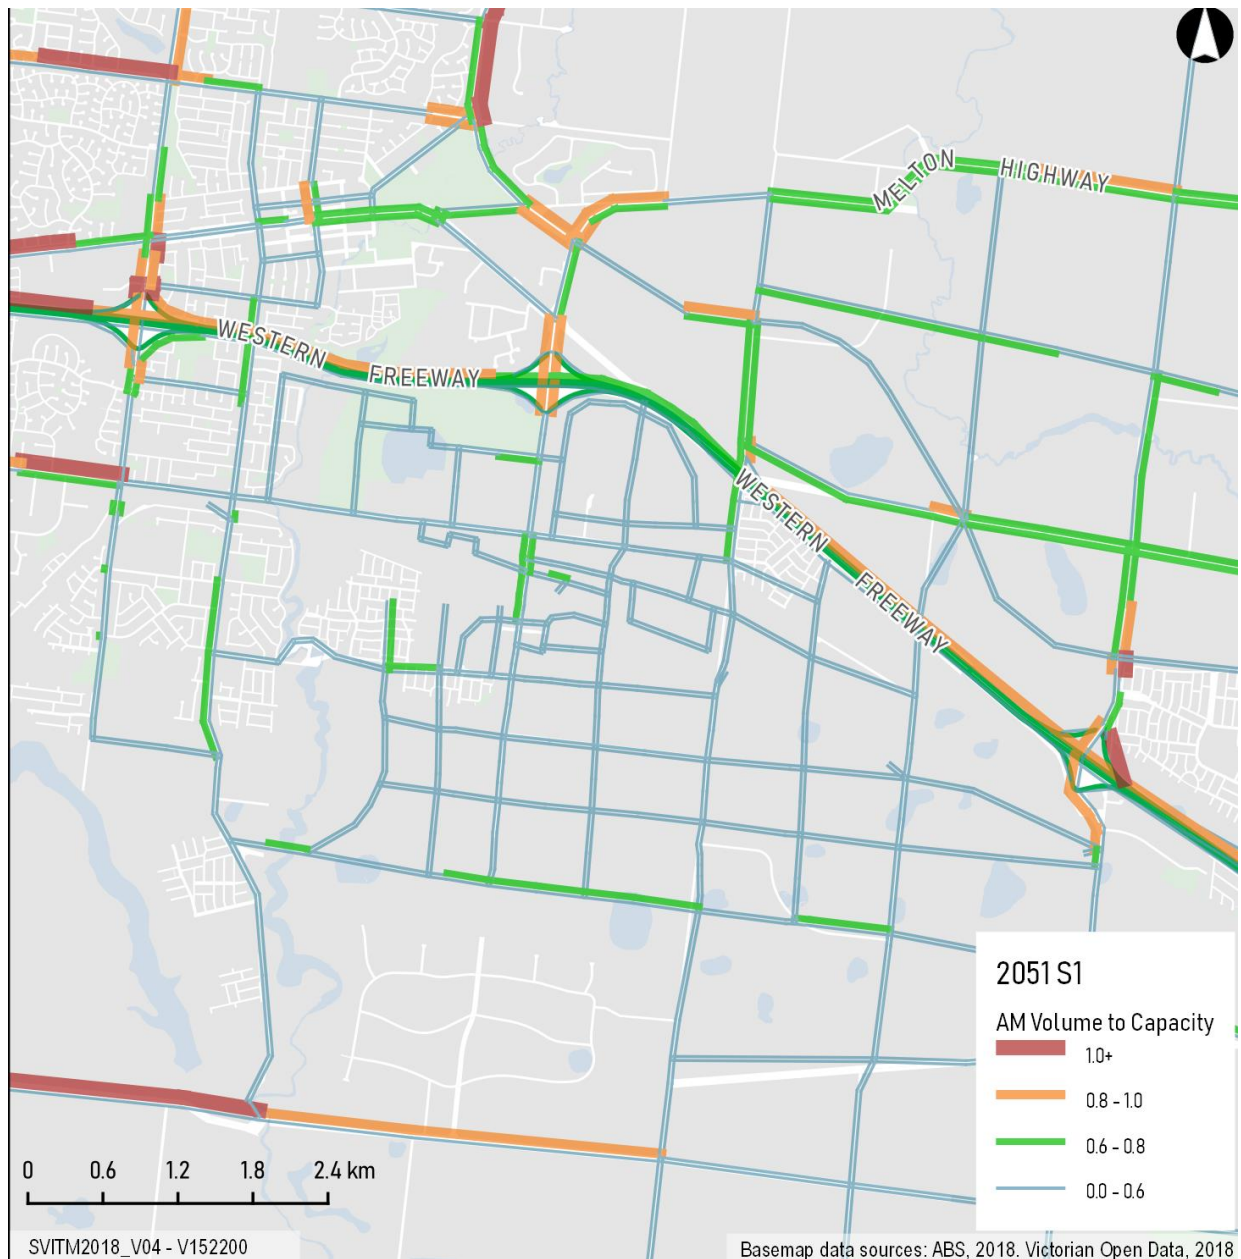 MELTON HIGHWAY
WESTERN FREEWAY
WESTERN FREEWAY
2051 S1
AM Volume to Capacity
1.0+
0.8 - 1.0
0.6 - 0.8
0.0 - 0.6
0 0.6 1.2 1.8 2.4 km
SVITM2018_V04 - V152200
Basemap data sources: ABS, 2018. Victorian Open Data, 2018